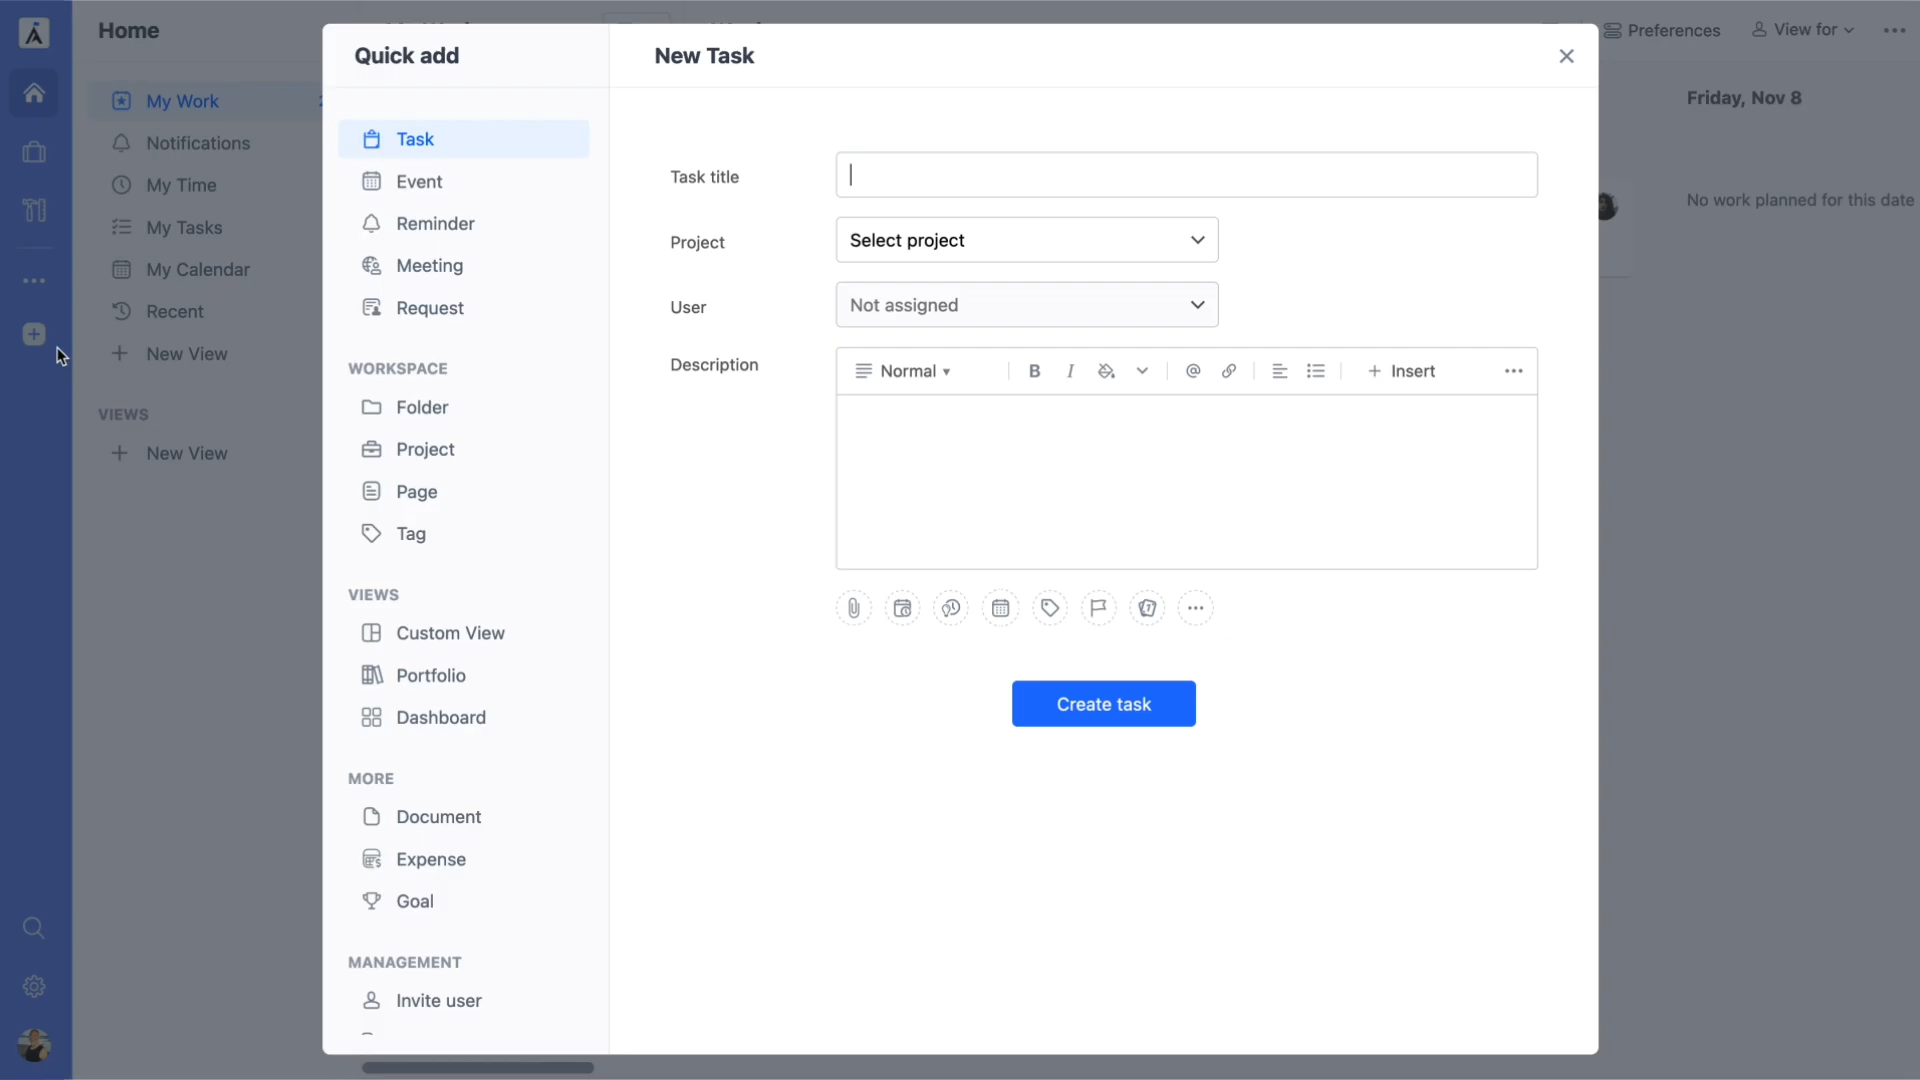 Home
Preferences
View for
My Work
Notifications
My Time
My Tasks
My Calendar
Recent
New View
VIEWS
New View
Quick add
Task
Event
Reminder
Meeting
Request
WORKSPACE
Folder
Project
Page
Tag
VIEWS
Custom View
Portfolio
Dashboard
MORE
Document
Expense
Goal
MANAGEMENT
Invite user
New Task
Task title
Project
Select project
User
Not assigned
Description
Normal
B I
@
Insert
Create task
Friday, Nov 8
No work planned for this date